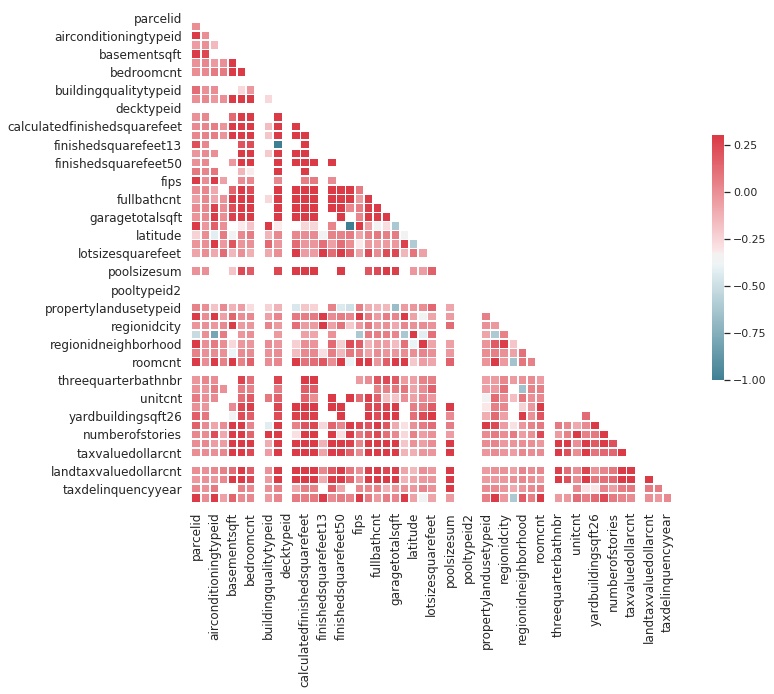 parcelid
airconditioningtypeid
basementsqft
bedroomcnt
buildingqualitytypeid
decktypeid
calculatedfinishedsquarefeet
finishedsquarefeet13
finishedsquarefeet50
fips
fullbathcnt
garagetotalsqft
latitude
lotsizesquarefeet
poolsizesum
pooltypeid2
propertylandusetypeid
regionidcity
regionidneighborhood
roomcnt
threequarterbathnbr
unitcnt
yardbuildingsqft26
numberofstories
taxvaluedollarcnt
landtaxvaluedollarcnt
taxdelinquencyyear
0.25
0.00
−0.25
−0.50
−0.75
−1.00
parcelid
airconditioningtypeid
basementsqft
bedroomcnt
buildingqualitytypeid
decktypeid
calculatedfinishedsquarefeet
finishedsquarefeet13
finishedsquarefeet50
fips
fullbathcnt
garagetotalsqft
latitude
lotsizesquarefeet
poolsizesum
pooltypeid2
propertylandusetypeid
regionidcity
regionidneighborhood
roomcnt
threequarterbathnbr
unitcnt
yardbuildingsqft26
numberofstories
taxvaluedollarcnt
landtaxvaluedollarcnt
taxdelinquencyyear